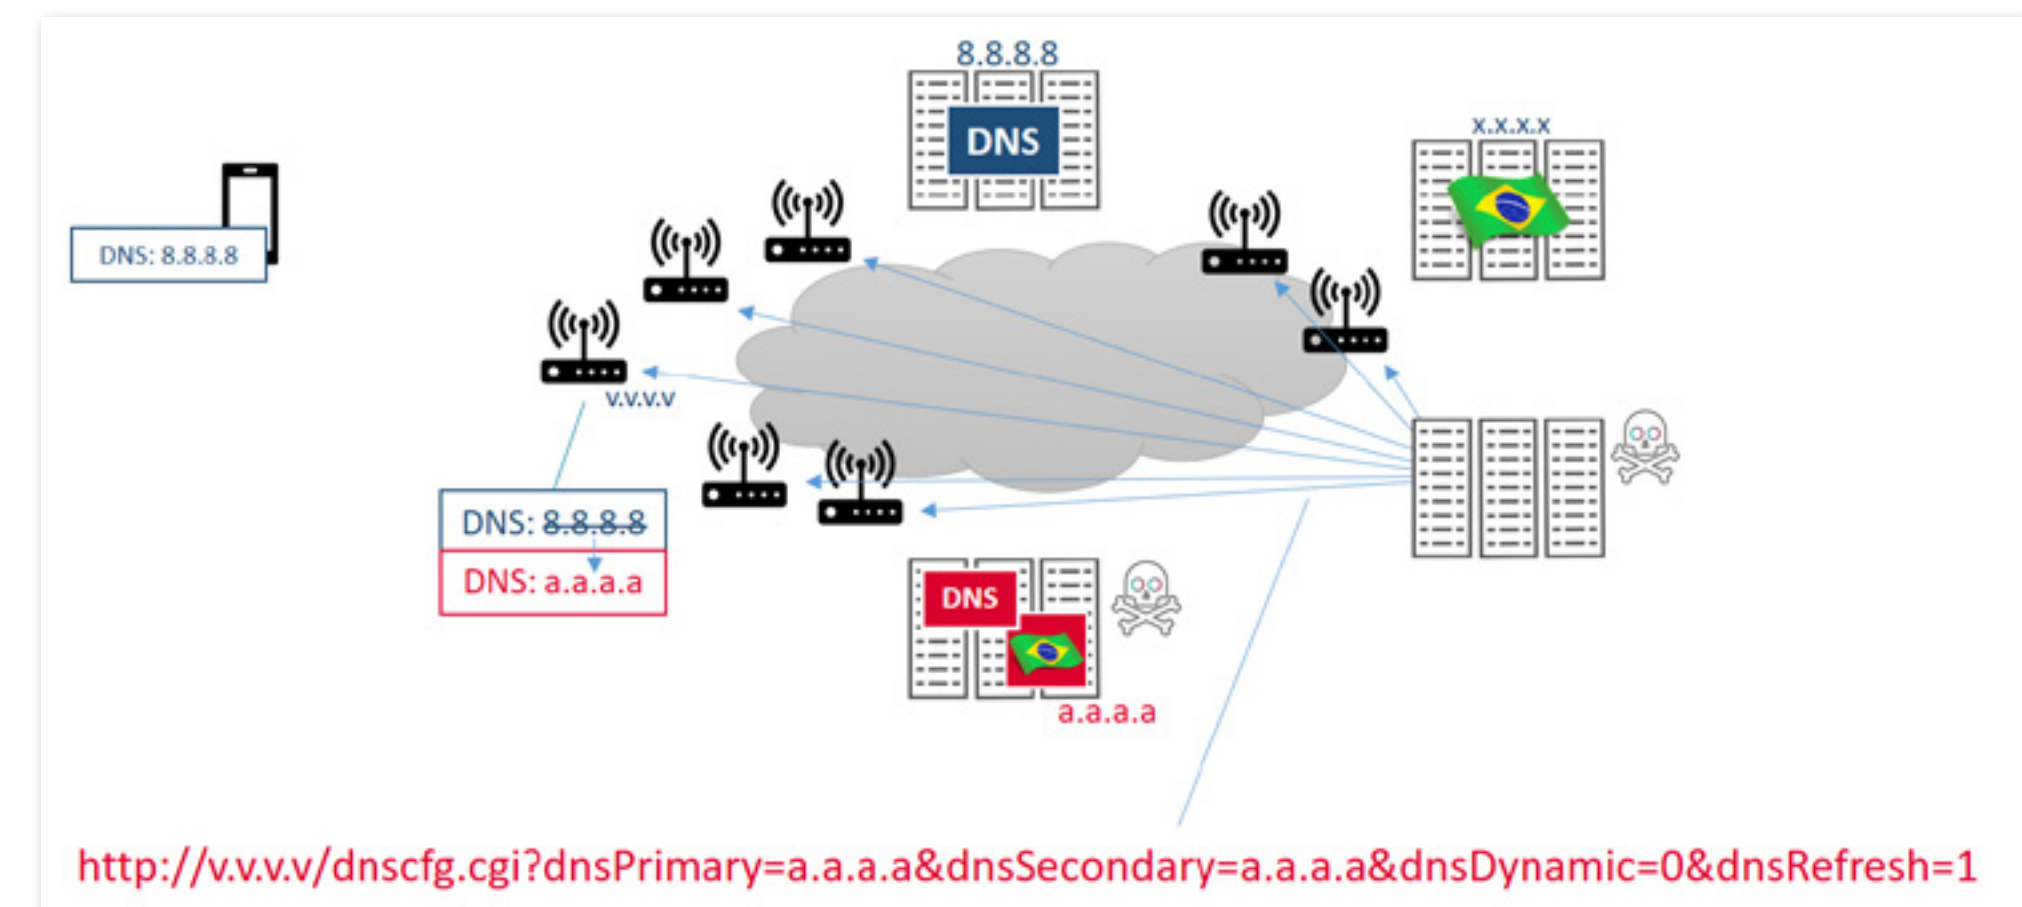 8.8.8.8
DNS
x.x.x.x
DNS: 8.8.8.8
v.v.v.v
DNS: 8.8.8.8
DNS: a.a.a.a
DNS
a.a.a.a
http://v.v.v.v/dnscfg.cgi?dnsPrimary=a.a.a.a&dnsSecondary=a.a.a.a&dnsDynamic=0&dnsRefresh=1